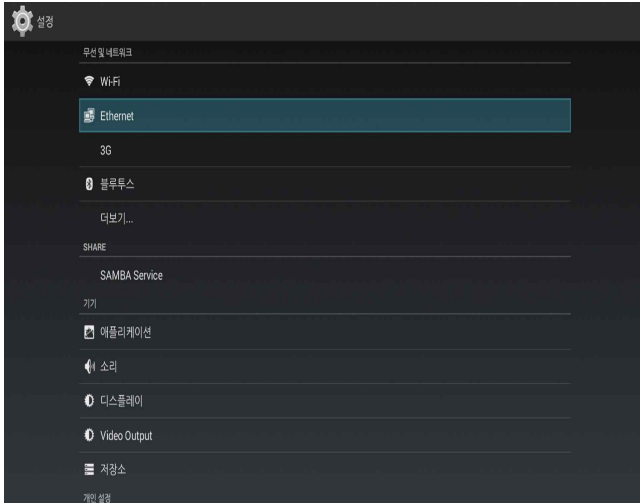 설정
무선 및 네트워크
Wi-Fi
Ethernet
3G
블루투스
더보기...
SHARE
SAMBA Service
기기
애플리케이션
소리
디스플레이
Video Output
저장소
개인 설정